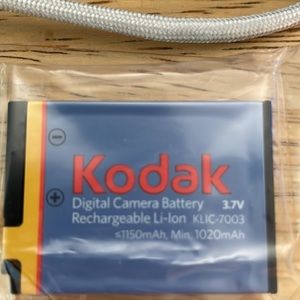 Kodak
Digital Camera Battery 3.7V
Rechargeable Li-Ion KLIC-7003
≤1150mAh, Min. 1020mAh